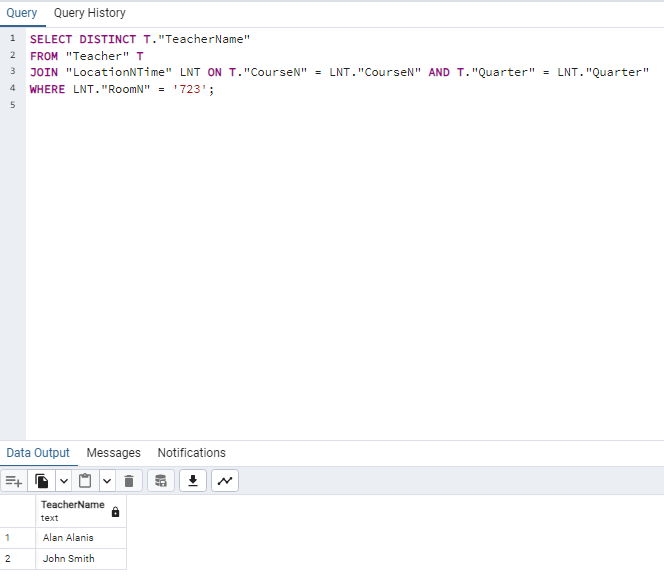 Query Query History
1 SELECT DISTINCT T."TeacherName"
2 FROM "Teacher" T
3 JOIN "LocationNTime" LNT ON T."CourseN" = LNT."CourseN" AND T."Quarter" = LNT."Quarter"
4 WHERE LNT."RoomN" = '723';
5
Data Output Messages Notifications
TeacherName
text
1 Alan Alanis
2 John Smith